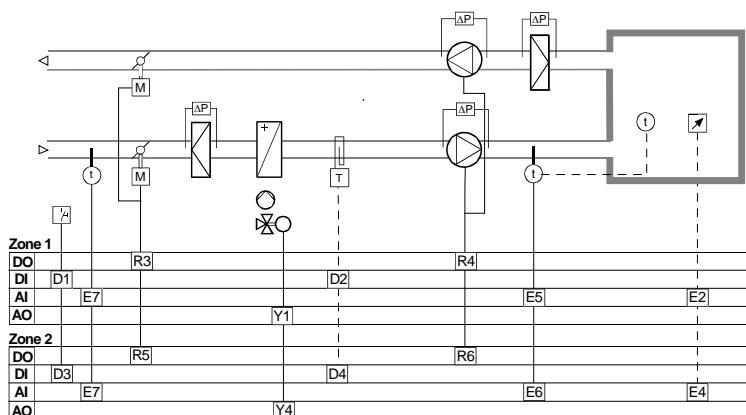 ΔP ΔP
M
ΔP + ΔP t
t M T t
Zone 1
DO R3 R4
DI D1 D2
AI E7 E5 E2
AO Y1
Zone 2
DO R5 R6
DI D3 D4
AI E7 E6 E4
AO Y4